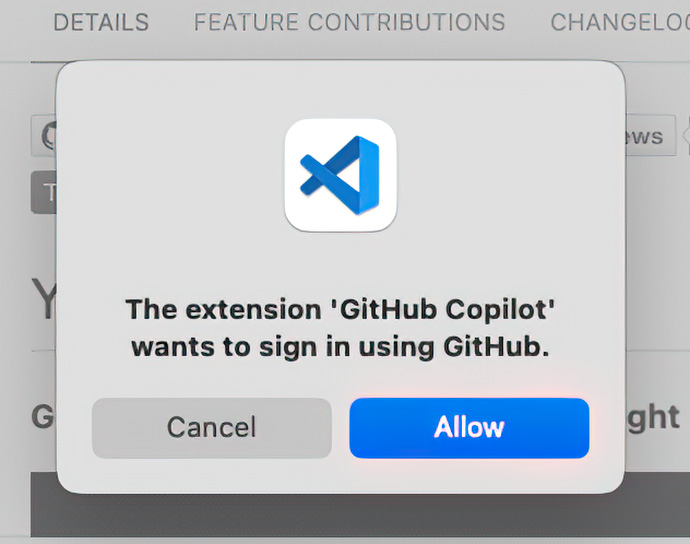 DETAILS FEATURE CONTRIBUTIONS
The extension 'GitHub Copilot'
wants to sign in using GitHub.
Cancel Allow